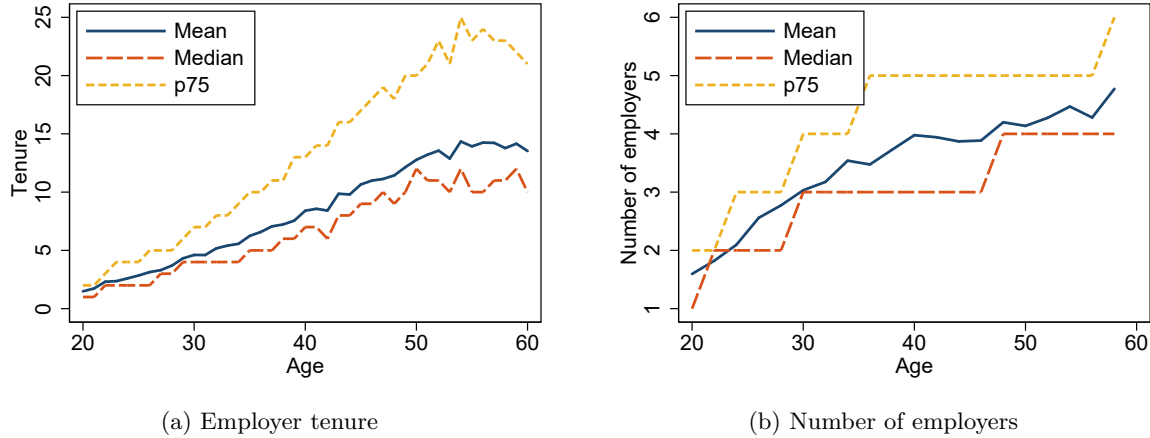 Mean
Median
p75
Tenure
25
20
15
10
5
0
20 30 40 50 60
Age
(a) Employer tenure
Mean
Median
p75
Number of employers
6
5
4
3
2
1
20 30 40 50 60
Age
(b) Number of employers